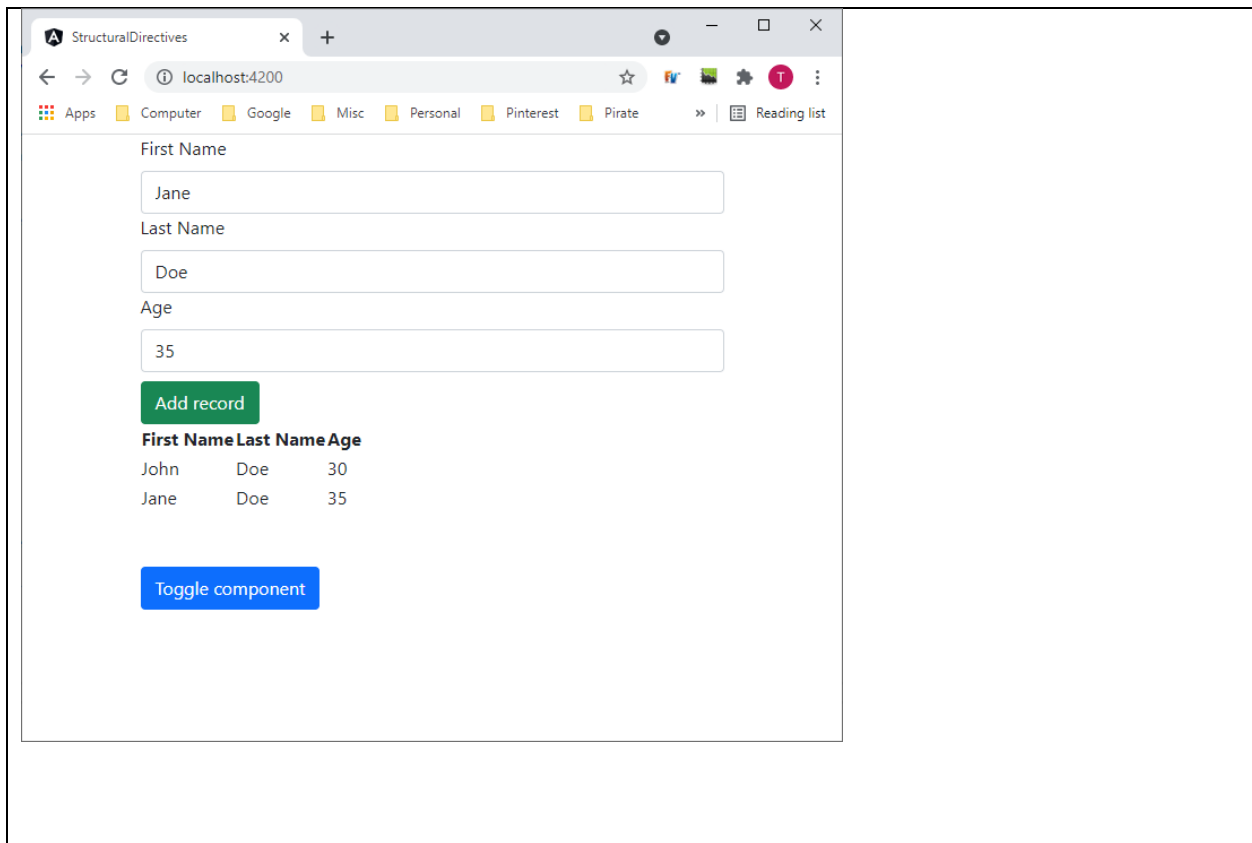 StructuralDirectives
localhost:4200
T
Apps Computer Google Misc Personal Pinterest Pirate » Reading list
First Name
Jane
Last Name
Doe
Age
35
Add record
First Name Last Name Age
John Doe 30
Jane Doe 35
Toggle component